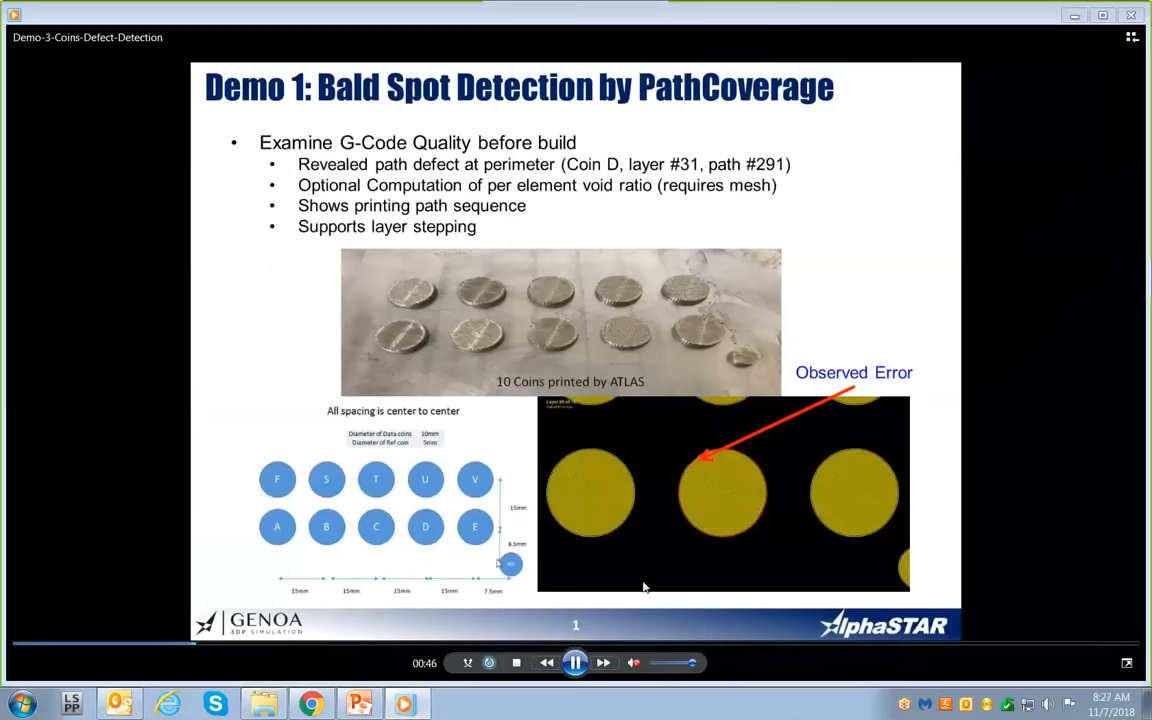 Demo-3-Coins-Defect-Detection
Demo 1: Bald Spot Detection by PathCoverage
• Examine G-Code Quality before build
• Revealed path defect at perimeter (Coin D, layer #31, path #291)
• Optional Computation of per element void ratio (requires mesh)
• Shows printing path sequence
• Supports layer stepping
10 Coins printed by ATLAS
Observed Error
All spacing is center to center
Diameter of Data coins 10mm
Diameter of Ref coin 5mm
F S T U V
15mm
A B C D E
8.5mm
REF
15mm 15mm 15mm 15mm 7.5mm
GENOA
3DP SIMULATION
1
AlphaSTAR
00:46
LS
PP
8:27 AM
11/7/2018